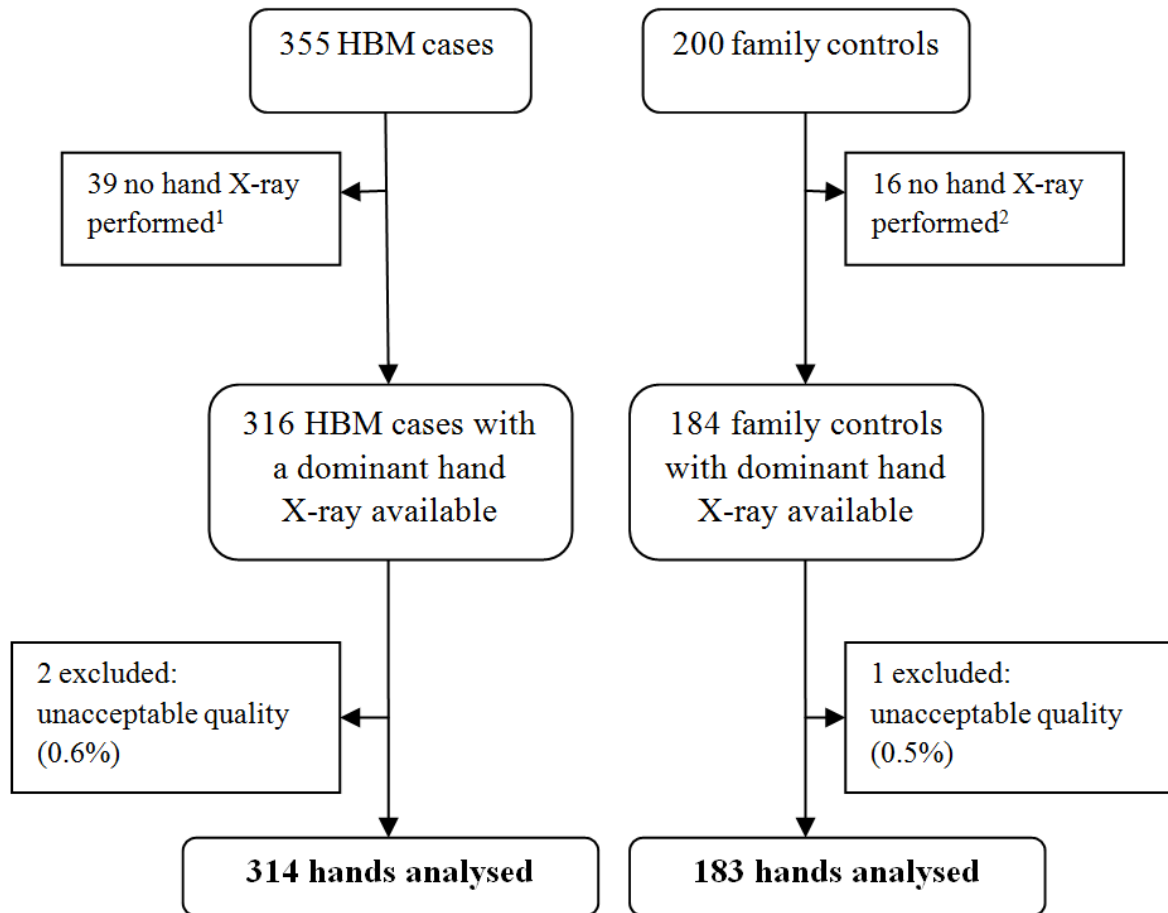 355 HBM cases
200 family controls
39 no hand X-ray
performed¹
16 no hand X-ray
performed²
316 HBM cases with
a dominant hand
X-ray available
184 family controls
with dominant hand
X-ray available
2 excluded:
unacceptable quality
(0.6%)
1 excluded:
unacceptable quality
(0.5%)
314 hands analysed
183 hands analysed